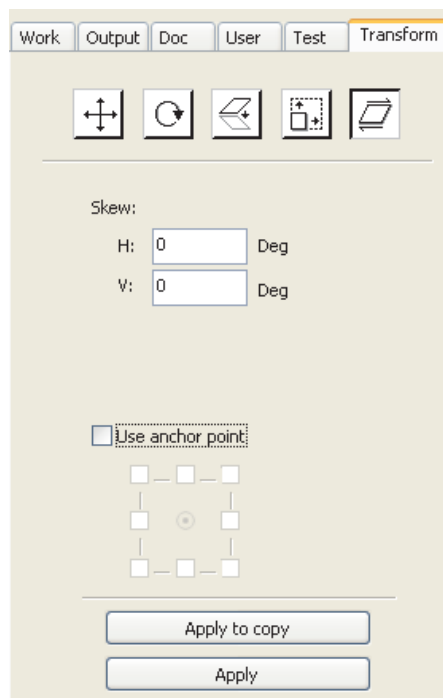 Work Output Doc User Test Transform
Skew:
H: 0 Deg
V: 0 Deg
Use anchor point
Apply to copy
Apply